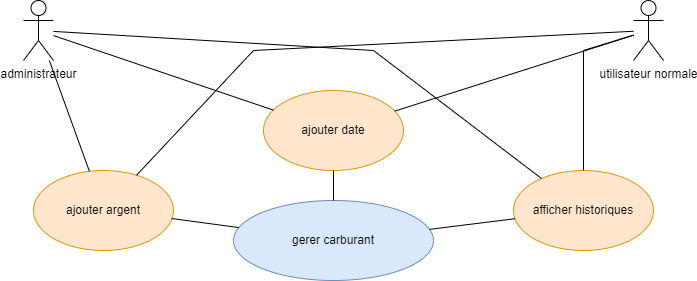 administrateur
utilisateur normale
ajouter date
ajouter argent
afficher historiques
gerer carburant